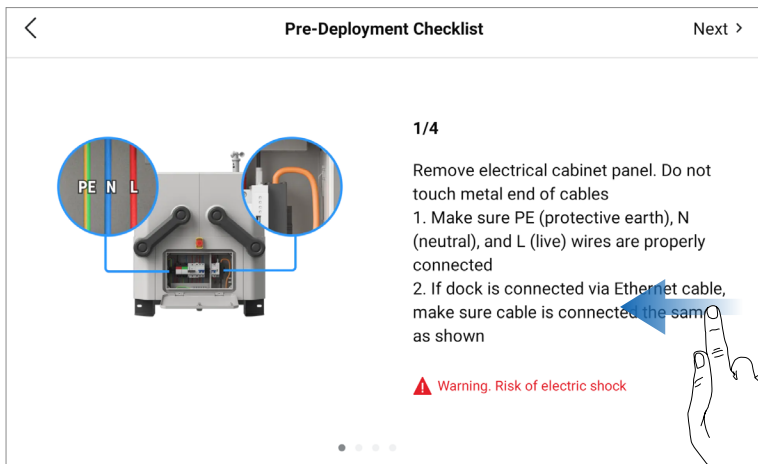 Pre-Deployment Checklist
Next >
PE N L
1/4
Remove electrical cabinet panel. Do not
touch metal end of cables
1. Make sure PE (protective earth), N
(neutral), and L (live) wires are properly
connected
2. If dock is connected via Ethernet cable,
make sure cable is connected the same
as shown
Warning. Risk of electric shock